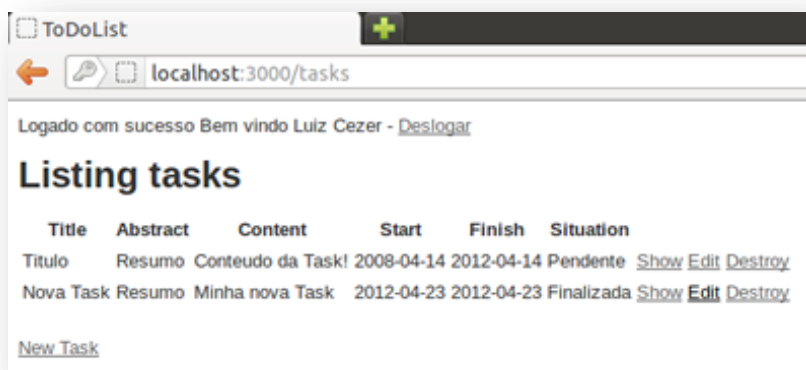 ToDoList
localhost:3000/tasks
Logado com sucesso Bem vindo Luiz Cezer - Deslogar
Listing tasks
Title Abstract Content Start Finish Situation
Titulo Resumo Conteudo da Task! 2008-04-14 2012-04-14 Pendente Show Edit Destroy
Nova Task Resumo Minha nova Task 2012-04-23 2012-04-23 Finalizada Show Edit Destroy
New Task